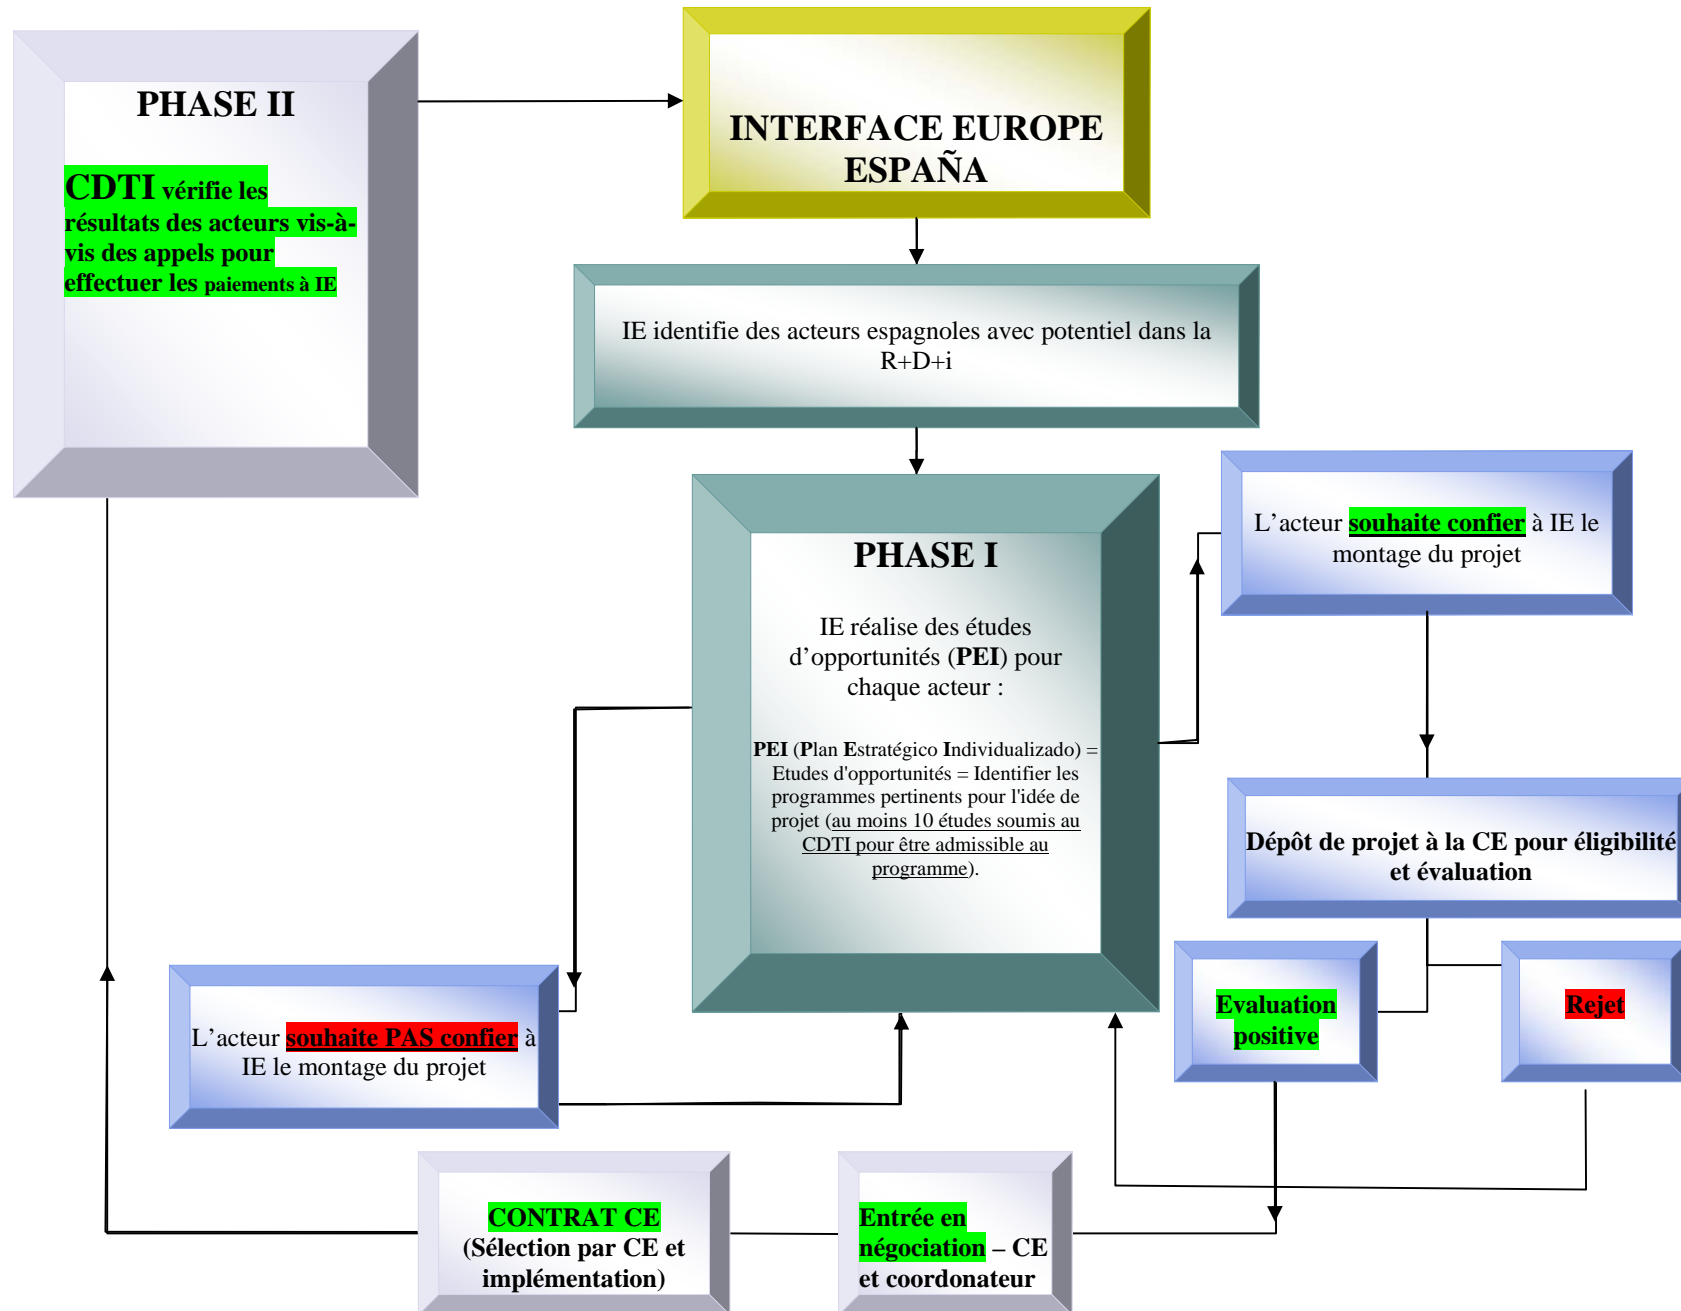 PHASE II
CDTI vérifie les
résultats des acteurs vis-à-
vis des appels pour
effectuer les paiements à IE
INTERFACE EUROPE
ESPAÑA
IE identifie des acteurs espagnoles avec potentiel dans la
R+D+i
PHASE I
IE réalise des études
d’opportunités (PEI) pour
chaque acteur :
PEI (Plan Estratégico Individualizado) =
Etudes d'opportunités = Identifier les
programmes pertinents pour l'idée de
projet (au moins 10 études soumis au
CDTI pour être admissible au
programme).
L’acteur souhaite confier à IE le
montage du projet
Dépôt de projet à la CE pour éligibilité
et évaluation
Evaluation
positive
Rejet
L’acteur souhaite PAS confier à
IE le montage du projet
CONTRAT CE
(Sélection par CE et
implémentation)
Entrée en
négociation – CE
et coordonateur